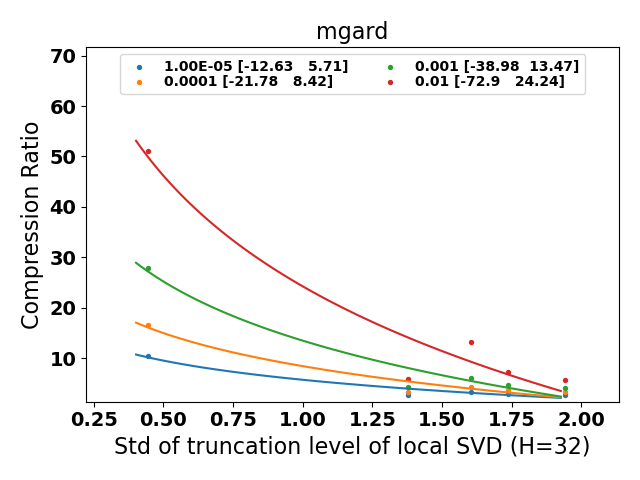 mgard
1.00E-05 [-12.63 5.71]
0.0001 [-21.78 8.42]
0.001 [-38.98 13.47]
0.01 [-72.9 24.24]
Compression Ratio
70
60
50
40
30
20
10
0.25 0.50 0.75 1.00 1.25 1.50 1.75 2.00
Std of truncation level of local SVD (H=32)